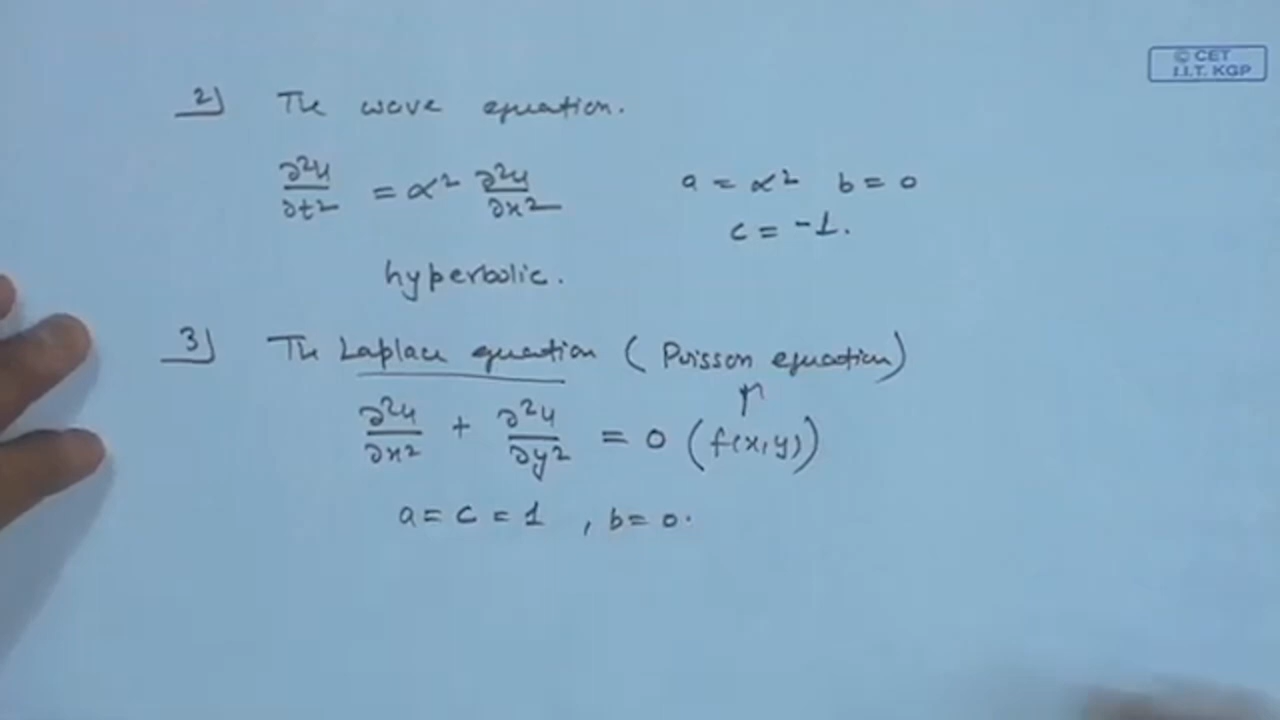 © CET
I.I.T. KGP
2) The wave equation.
∂²u/∂t² = α² ∂²u/∂x² a = α² b = 0
c = -1.
hyperbolic.
3) The Laplace equation (Poisson equation)
∂²u/∂x² + ∂²u/∂y² = 0 (f(x,y))
a = c = 1 , b = 0.